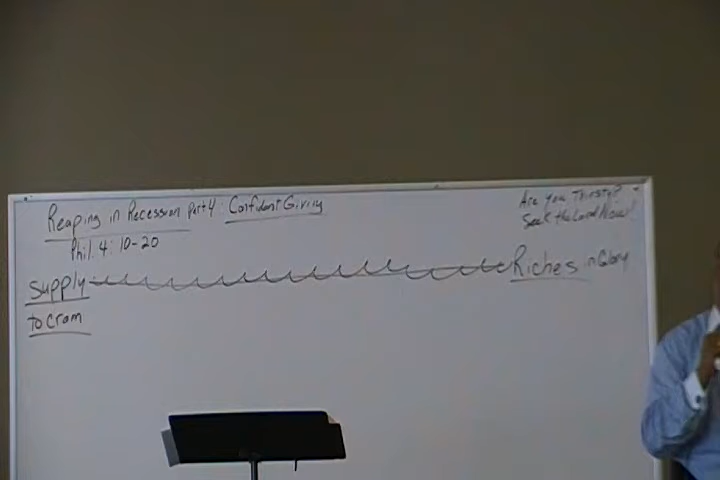 Reaping in Recession part 4: Confident Giving
Phil. 4: 10-20
Are you Thirsty?
Seek the Lord Now!
Supply Riches in Glory
to cram